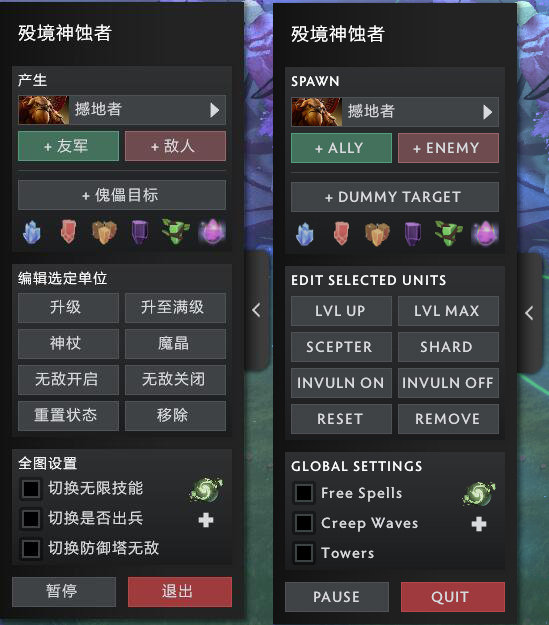 殁境神蚀者
产生
撼地者
+ 友军
+ 敌人
+ 傀儡目标
编辑选定单位
升级
升至满级
神杖
魔晶
无敌开启
无敌关闭
重置状态
移除
全图设置
切换无限技能
切换是否出兵
切换防御塔无敌
暂停
退出
殁境神蚀者
SPAWN
撼地者
+ ALLY
+ ENEMY
+ DUMMY TARGET
EDIT SELECTED UNITS
LVL UP
LVL MAX
SCEPTER
SHARD
INVULN ON
INVULN OFF
RESET
REMOVE
GLOBAL SETTINGS
Free Spells
Creep Waves
Towers
PAUSE
QUIT